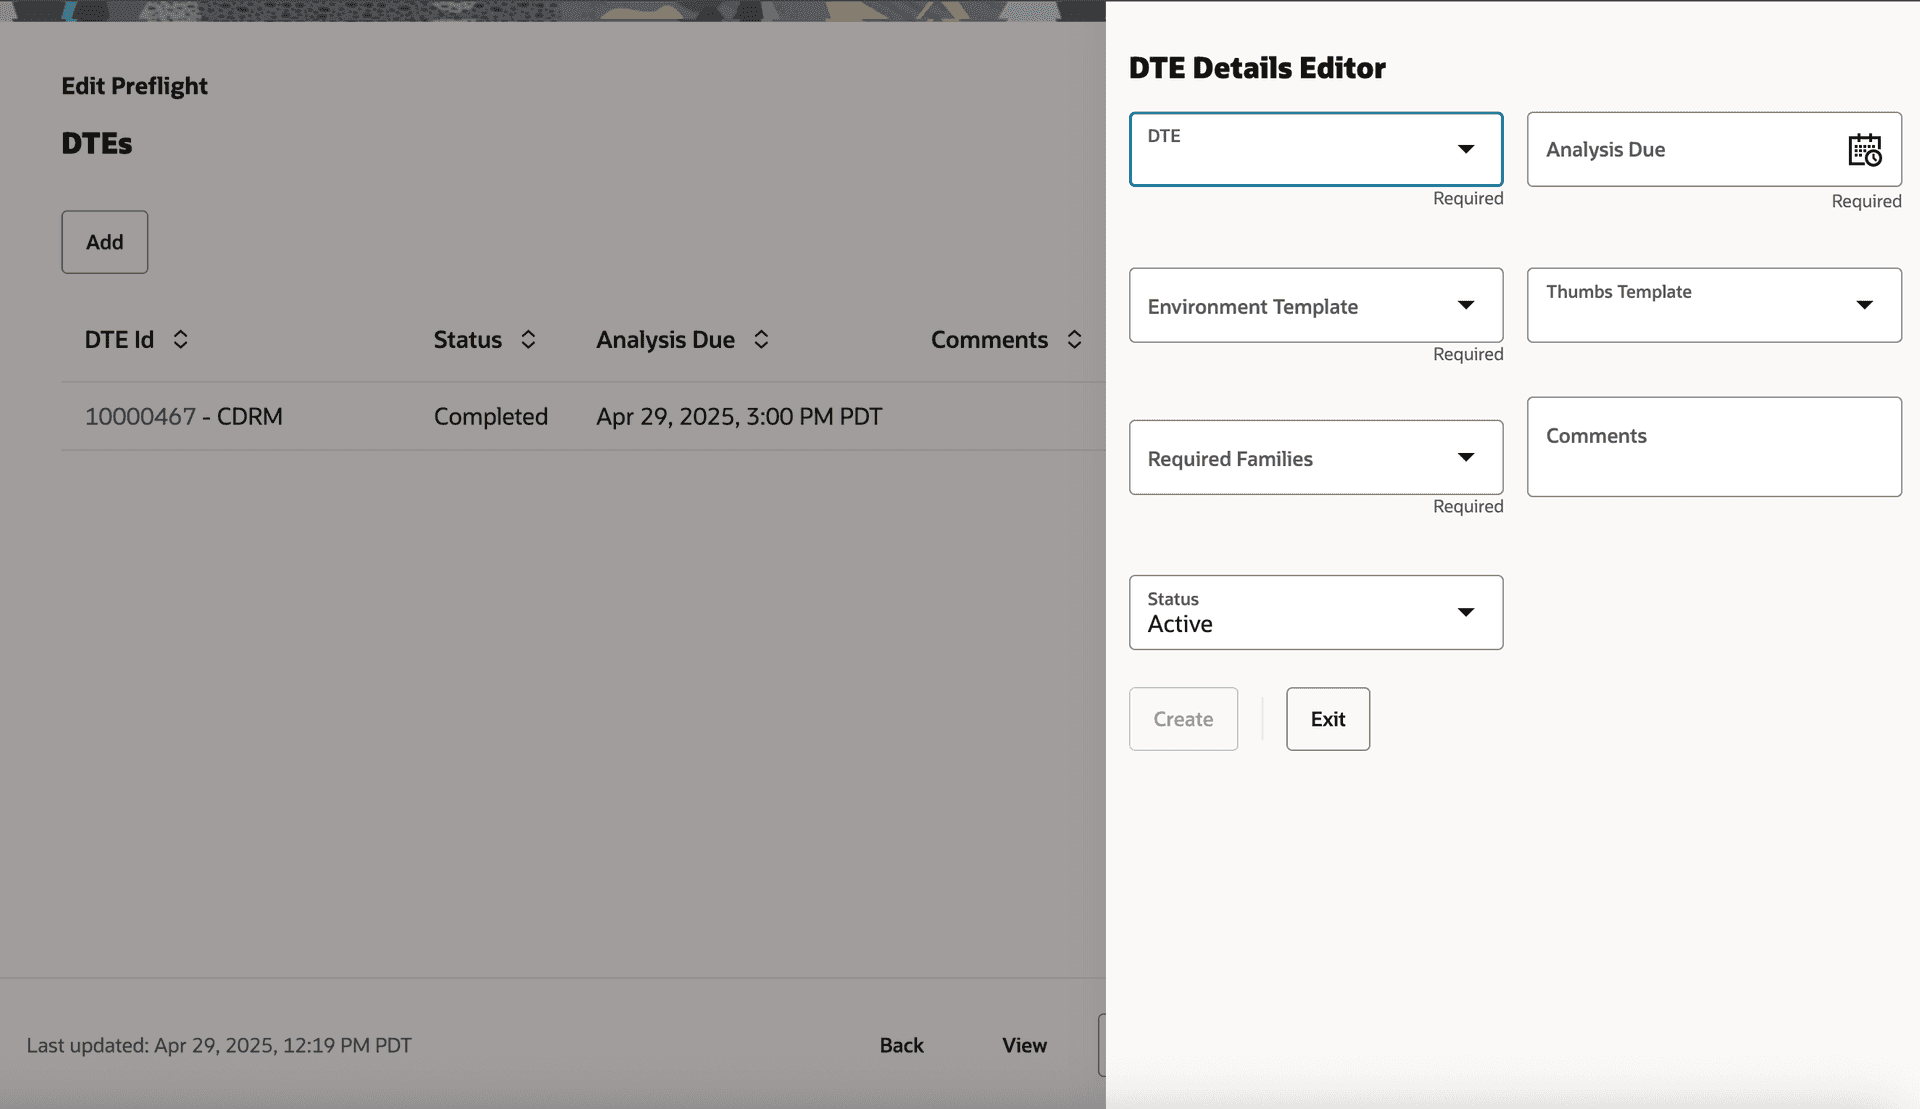 Edit Preflight
DTEs
Add
DTE Id Status Analysis Due Comments
10000467 - CDRM Completed Apr 29, 2025, 3:00 PM PDT
Last updated: Apr 29, 2025, 12:19 PM PDT
Back View
DTE Details Editor
DTE
Required
Analysis Due
Required
Environment Template
Required
Thumbs Template
Required Families
Required
Comments
Status
Active
Create Exit